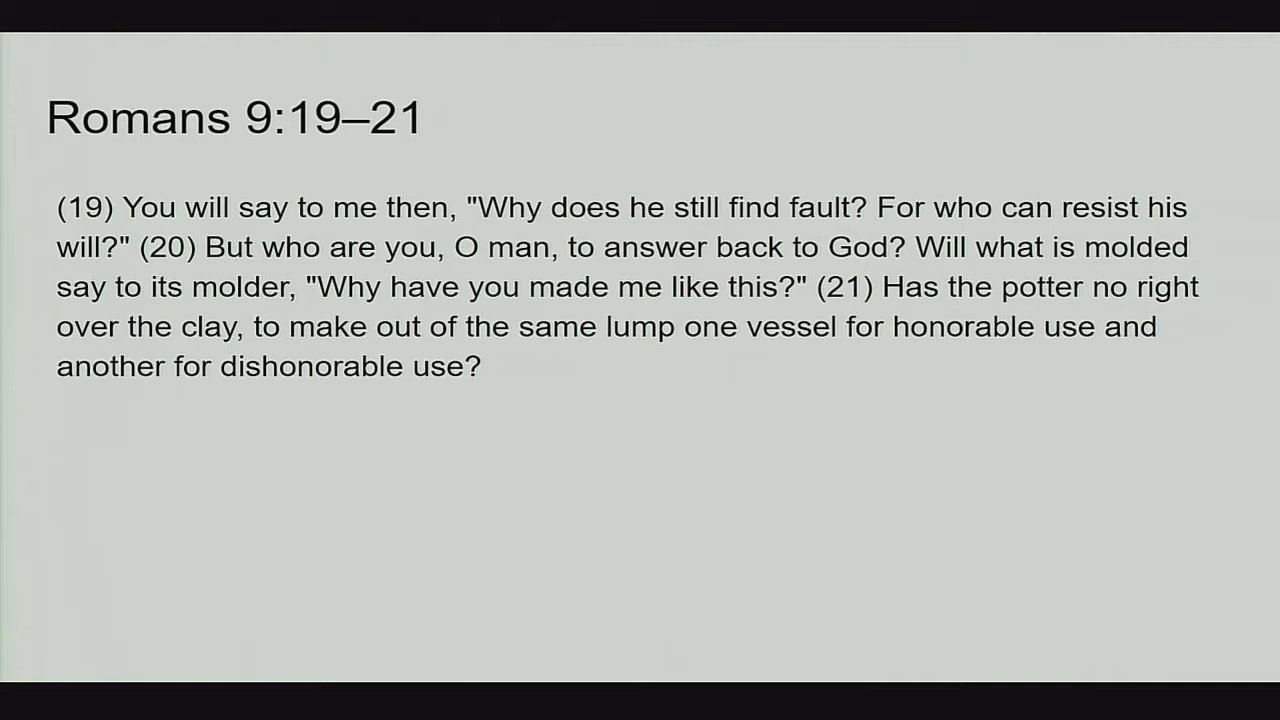 Romans 9:19–21
(19) You will say to me then, "Why does he still find fault? For who can resist his
will?" (20) But who are you, O man, to answer back to God? Will what is molded
say to its molder, "Why have you made me like this?" (21) Has the potter no right
over the clay, to make out of the same lump one vessel for honorable use and
another for dishonorable use?